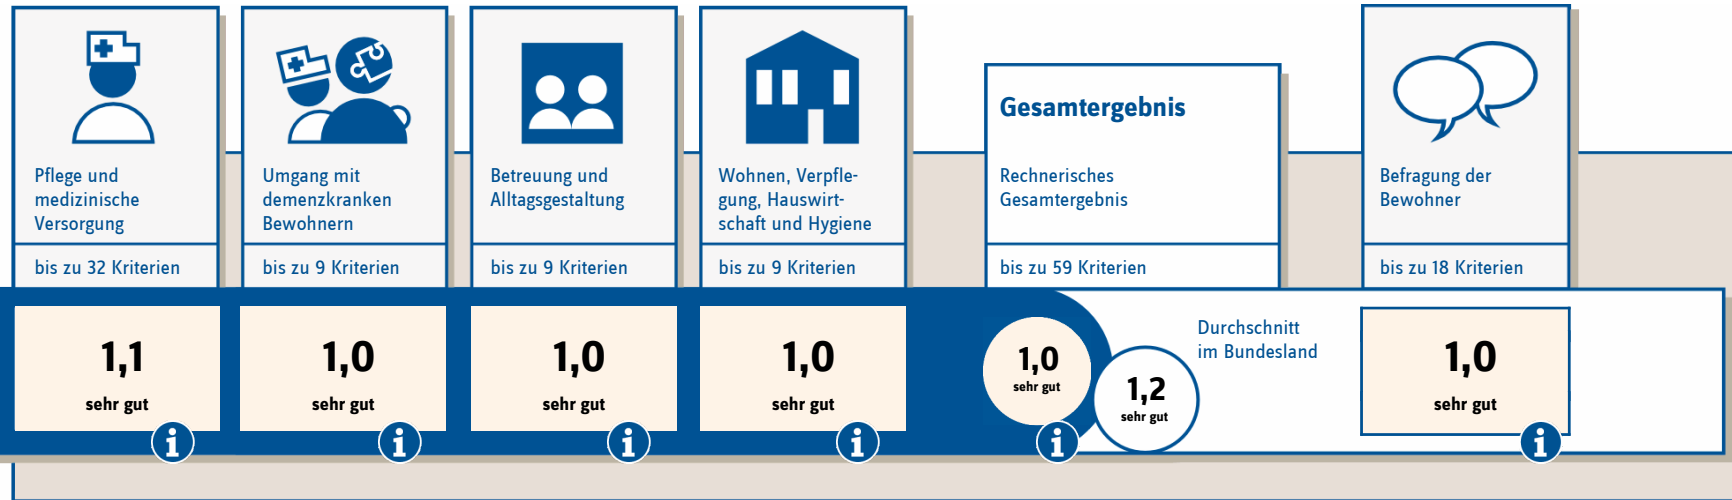 Pflege und
medizinische
Versorgung
bis zu 32 Kriterien
1,1
sehr gut
Umgang mit
demenzkranken
Bewohnern
bis zu 9 Kriterien
1,0
sehr gut
Betreuung und
Alltagsgestaltung
bis zu 9 Kriterien
1,0
sehr gut
Wohnen, Verpfle-
gung, Hauswirt-
schaft und Hygiene
bis zu 9 Kriterien
1,0
sehr gut
Gesamtergebnis
Rechnerisches
Gesamtergebnis
bis zu 59 Kriterien
1,0
sehr gut
1,2
sehr gut
Durchschnitt
im Bundesland
Befragung der
Bewohner
bis zu 18 Kriterien
1,0
sehr gut